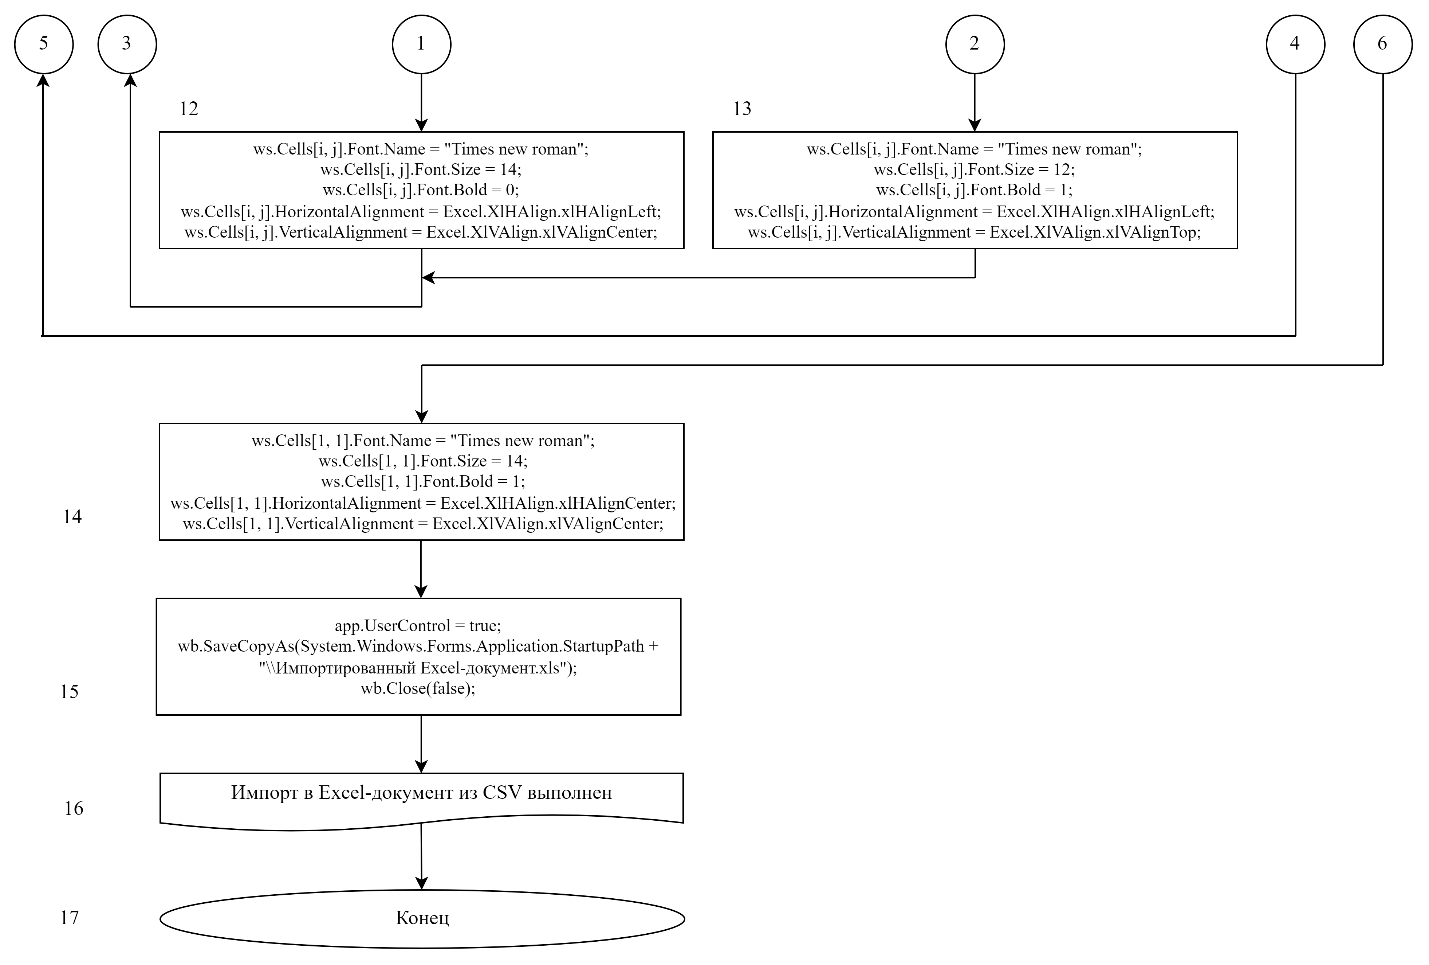 5
3
1
2
4
6
12
13
ws.Cells[i, j].Font.Name = "Times new roman";
ws.Cells[i, j].Font.Size = 14;
ws.Cells[i, j].Font.Bold = 0;
ws.Cells[i, j].HorizontalAlignment = Excel.XlHAlign.xlHAlignLeft;
ws.Cells[i, j].VerticalAlignment = Excel.XlVAlign.xlVAlignCenter;
ws.Cells[i, j].Font.Name = "Times new roman";
ws.Cells[i, j].Font.Size = 12;
ws.Cells[i, j].Font.Bold = 1;
ws.Cells[i, j].HorizontalAlignment = Excel.XlHAlign.xlHAlignLeft;
ws.Cells[i, j].VerticalAlignment = Excel.XlVAlign.xlVAlignTop;
14
ws.Cells[1, 1].Font.Name = "Times new roman";
ws.Cells[1, 1].Font.Size = 14;
ws.Cells[1, 1].Font.Bold = 1;
ws.Cells[1, 1].HorizontalAlignment = Excel.XlHAlign.xlHAlignCenter;
ws.Cells[1, 1].VerticalAlignment = Excel.XlVAlign.xlVAlignCenter;
15
app.UserControl = true;
wb.SaveCopyAs(System.Windows.Forms.Application.StartupPath +
"\\Импортированный Excel-документ.xls");
wb.Close(false);
16
Импорт в Excel-документ из CSV выполнен
17
Конец